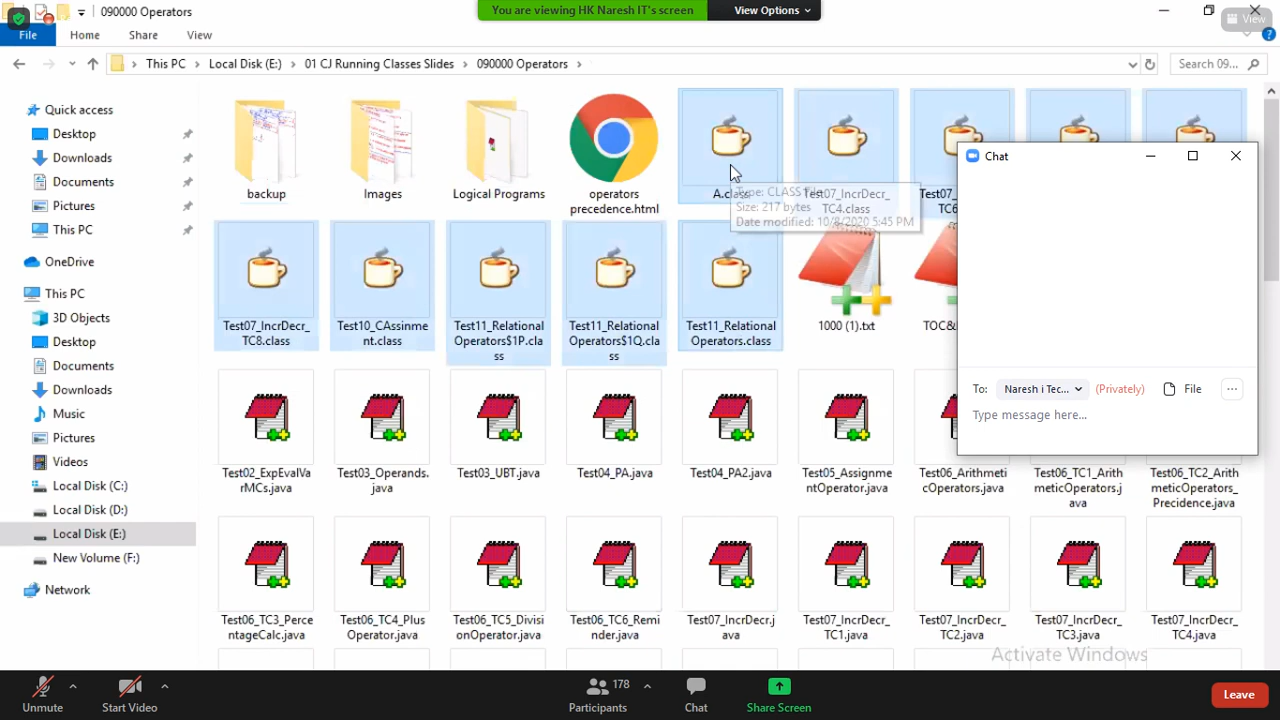 090000 Operators
You are viewing HK Naresh IT's screen
View Options
View
File
Home
Share
View
This PC
Local Disk (E:)
01 CJ Running Classes Slides
090000 Operators
Search 09...
Quick access
Desktop
Downloads
Documents
Pictures
This PC
OneDrive
This PC
3D Objects
Desktop
Documents
Downloads
Music
Pictures
Videos
Local Disk (C:)
Local Disk (D:)
Local Disk (E:)
New Volume (F:)
Network
backup
Images
Logical Programs
operators
precedence.html
A.class
Test07_IncrDecr_
TC4.class
Type: CLASS File
Size: 217 bytes
Date modified: 10/8/2020 5:45 PM
Test07_IncrDecr_
TC8.class
Test10_CAssinme
nt.class
Test11_Relational
Operators$1P.cla
ss
Test11_Relational
Operators$1Q.cla
ss
Test11_Relational
Operators.class
1000 (1).txt
Chat
To:
Naresh i Tec...
(Privately)
File
Type message here...
Test02_ExpEvalVa
rMCs.java
Test03_Operands.
java
Test03_UBT.java
Test04_PA.java
Test04_PA2.java
Test05_Assignme
ntOperator.java
Test06_Arithmeti
cOperators.java
Test06_TC1_Arith
meticOperators.j
ava
Test06_TC2_Arith
meticOperators_
Precidence.java
Test06_TC3_Perce
ntageCalc.java
Test06_TC4_Plus
Operator.java
Test06_TC5_Divisi
onOperator.java
Test06_TC6_Remi
nder.java
Test07_IncrDecr.j
ava
Test07_IncrDecr_
TC1.java
Test07_IncrDecr_
TC2.java
Test07_IncrDecr_
TC3.java
Test07_IncrDecr_
TC4.java
Activate Windows
Unmute
Start Video
178
Participants
Chat
Share Screen
Leave